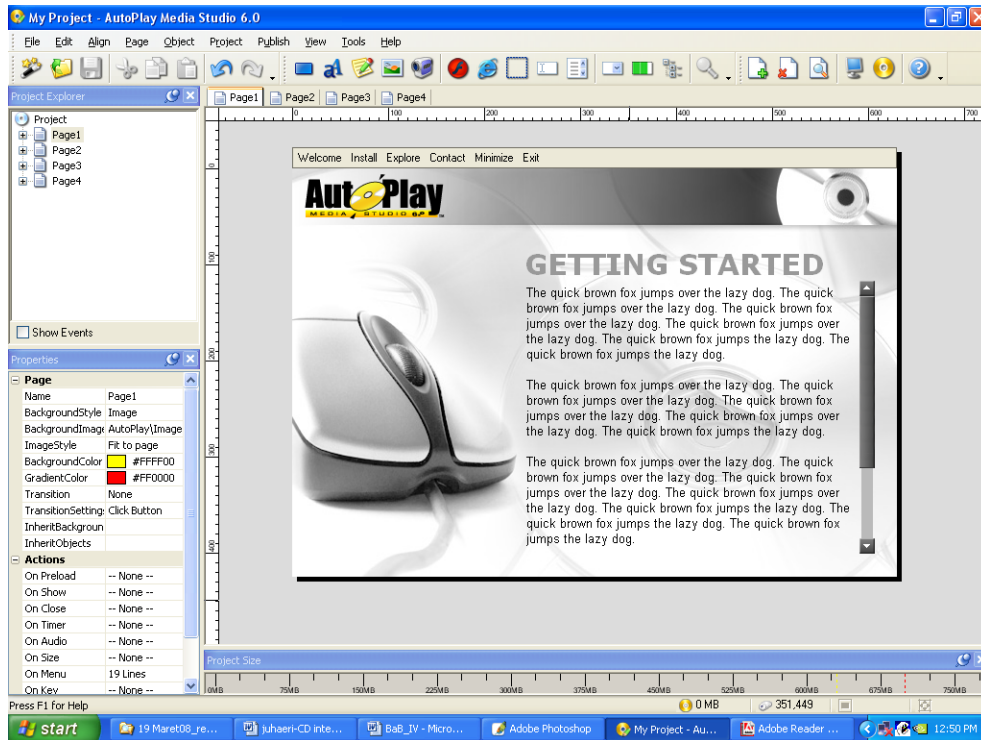 My Project - AutoPlay Media Studio 6.0
File Edit Align Page Object Project Publish View Tools Help
Project Explorer
Project
Page1
Page2
Page3
Page4
Show Events
Properties
Page
Name Page1
BackgroundStyle Image
BackgroundImage AutoPlay\Image
ImageStyle Fit to page
BackgroundColor #FFFF00
GradientColor #FF0000
Transition None
TransitionSetting: Click Button
InheritBackgroun
InheritObjects
Actions
On Preload -- None --
On Show -- None --
On Close -- None --
On Timer -- None --
On Audio -- None --
On Size -- None --
On Menu 19 Lines
On Key -- None --
Page1 Page2 Page3 Page4
0 100 200 300 400 500 600 700
0
100
200
300
400
Welcome Install Explore Contact Minimize Exit
AutoPlay
MEDIA STUDIO 6.0
GETTING STARTED
The quick brown fox jumps over the lazy dog. The quick
brown fox jumps over the lazy dog. The quick brown fox
jumps over the lazy dog. The quick brown fox jumps over
the lazy dog. The quick brown fox jumps over the lazy dog. The
quick brown fox jumps the lazy dog.
The quick brown fox jumps over the lazy dog. The quick
brown fox jumps over the lazy dog. The quick brown fox
jumps over the lazy dog. The quick brown fox jumps over
the lazy dog. The quick brown fox jumps the lazy dog.
The quick brown fox jumps over the lazy dog. The quick
brown fox jumps over the lazy dog. The quick brown fox
jumps over the lazy dog. The quick brown fox jumps over
the lazy dog. The quick brown fox jumps the lazy dog. The
quick brown fox jumps the lazy dog. The quick brown fox
jumps the lazy dog.
Project Size
0MB 75MB 150MB 225MB 300MB 375MB 450MB 525MB 600MB 675MB 750MB
Press F1 for Help
0 MB 351,449
start 19 Maret08_re... juhaeri-CD inte... BaB_IV - Micro... Adobe Photoshop My Project - Au... Adobe Reader ... 12:50 PM